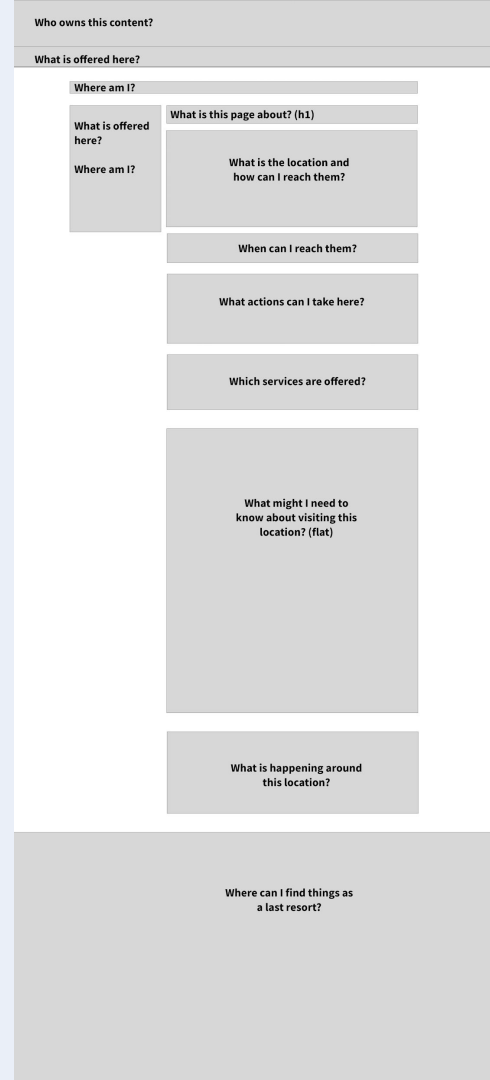 Who owns this content?
What is offered here?
Where am I?
What is offered
here?
Where am I?
What is this page about? (h1)
What is the location and
how can I reach them?
When can I reach them?
What actions can I take here?
Which services are offered?
What might I need to
know about visiting this
location? (flat)
What is happening around
this location?
Where can I find things as
a last resort?